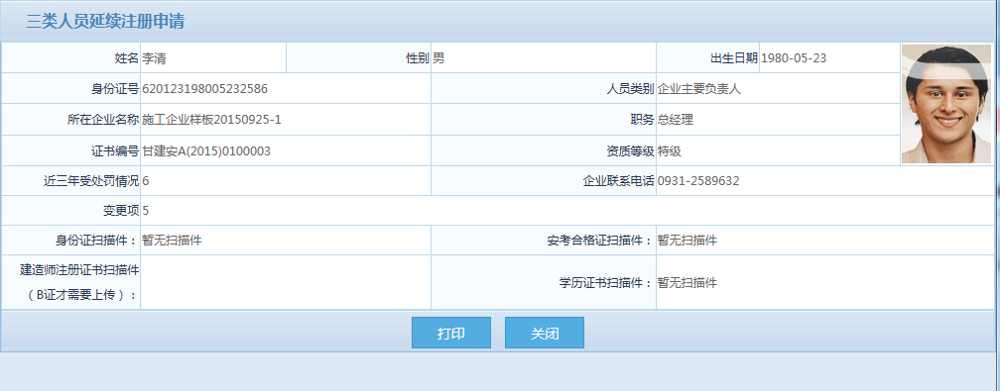 三类人员延续注册申请
姓名 李清 性别 男 出生日期 1980-05-23
身份证号 620123198005232586 人员类别 企业主要负责人
所在企业名称 施工企业样板20150925-1 职务 总经理
证书编号 甘建安A(2015)0100003 资质等级 特级
近三年受处罚情况 6 企业联系电话 0931-2589632
变更项 5
身份证扫描件： 暂无扫描件 安考合格证扫描件： 暂无扫描件
建造师注册证书扫描件
（B证才需要上传）： 学历证书扫描件： 暂无扫描件
打印 关闭